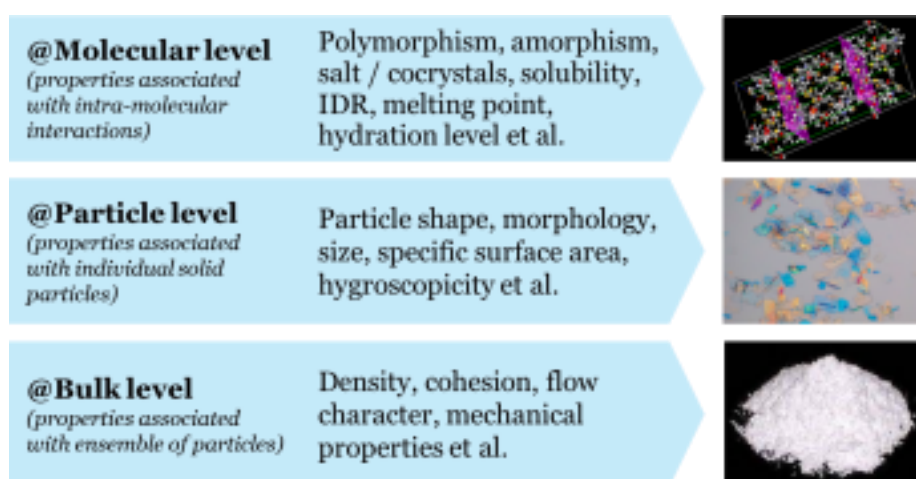 @Molecular level
(properties associated
with intra-molecular
interactions)
Polymorphism, amorphism,
salt / cocrystals, solubility,
IDR, melting point,
hydration level et al.
@Particle level
(properties associated
with individual solid
particles)
Particle shape, morphology,
size, specific surface area,
hygroscopicity et al.
@Bulk level
(properties associated
with ensemble of particles)
Density, cohesion, flow
character, mechanical
properties et al.